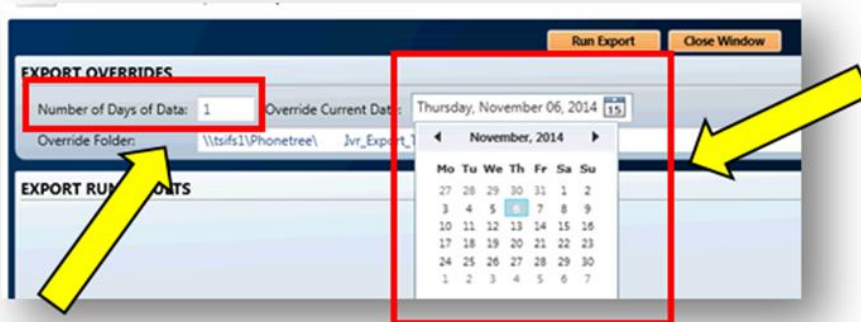 Run Export Close Window
EXPORT OVERRIDES
Number of Days of Data: 1 Override Current Date: Thursday, November 06, 2014 15
Override Folder: \\tsifs1\Phonetree\
November, 2014
EXPORT RUN
Mo Tu We Th Fr Sa Su
27 28 29 30 31 1 2
3 4 5 6 7 8 9
10 11 12 13 14 15 16
17 18 19 20 21 22 23
24 25 26 27 28 29 30
1 2 3 4 5 6 7